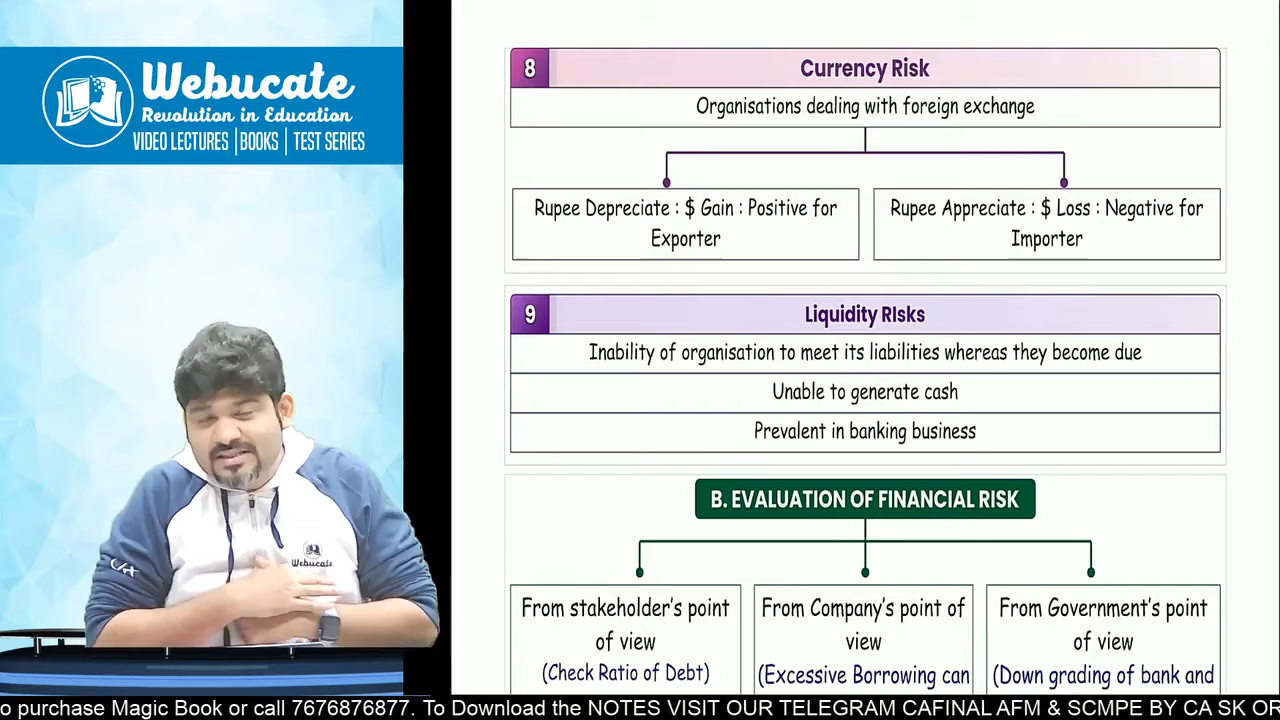 Webucate
Revolution in Education
VIDEO LECTURES | BOOKS | TEST SERIES
8
Currency Risk
Organisations dealing with foreign exchange
Rupee Depreciate : $ Gain : Positive for
Exporter
Rupee Appreciate : $ Loss : Negative for
Importer
9
Liquidity RIsks
Inability of organisation to meet its liabilities whereas they become due
Unable to generate cash
Prevalent in banking business
B. EVALUATION OF FINANCIAL RISK
From stakeholder's point
of view
(Check Ratio of Debt)
From Company's point of
view
(Excessive Borrowing can
From Government's point
of view
(Down grading of bank and
Webucate
CA
o purchase Magic Book or call 7676876877. To Download the NOTES VISIT OUR TELEGRAM CAFINAL AFM & SCMPE BY CA SK OR